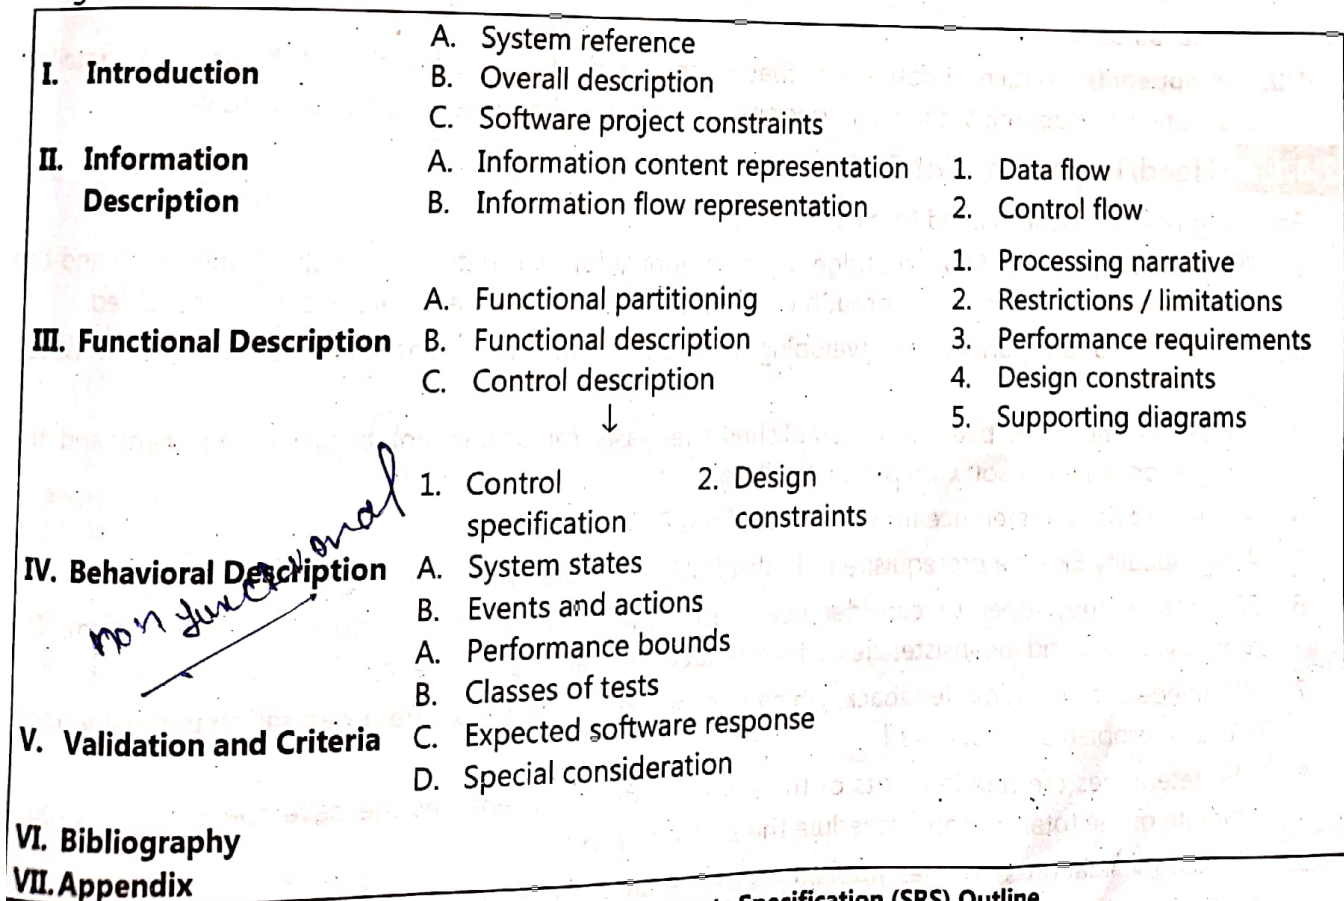 I. Introduction
A. System reference
B. Overall description
C. Software project constraints
II. Information
Description
A. Information content representation
B. Information flow representation
1. Data flow
2. Control flow
III. Functional Description
A. Functional partitioning
B. Functional description
C. Control description
↓
1. Processing narrative
2. Restrictions / limitations
3. Performance requirements
4. Design constraints
5. Supporting diagrams
1. Control
specification
2. Design
constraints
non functional
IV. Behavioral Description
A. System states
B. Events and actions
V. Validation and Criteria
A. Performance bounds
B. Classes of tests
C. Expected software response
D. Special consideration
VI. Bibliography
VII. Appendix
Specification (SRS) Outline